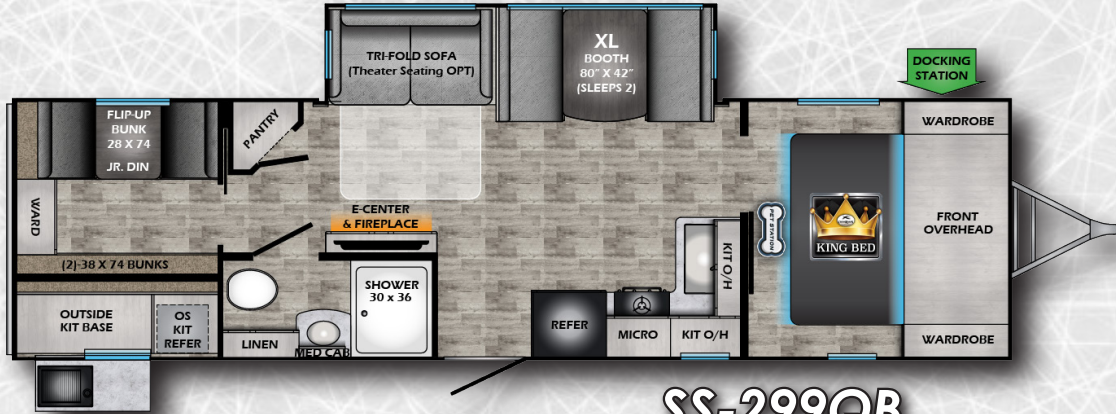 TRI-FOLD SOFA
(Theater Seating OPT)
XL
BOOTH
80" X 42"
(SLEEPS 2)
DOCKING
STATION
FLIP-UP
BUNK
28 X 74
JR. DIN
PANTRY
WARDROBE
WARD
E-CENTER
& FIREPLACE
PET STATION
KING BED
FRONT
OVERHEAD
(2)-38 X 74 BUNKS
KIT O/H
SHOWER
30 x 36
OUTSIDE
KIT BASE
OS
KIT
REFER
LINEN
MED CAB
REFER
MICRO
KIT O/H
WARDROBE
SS-299QB